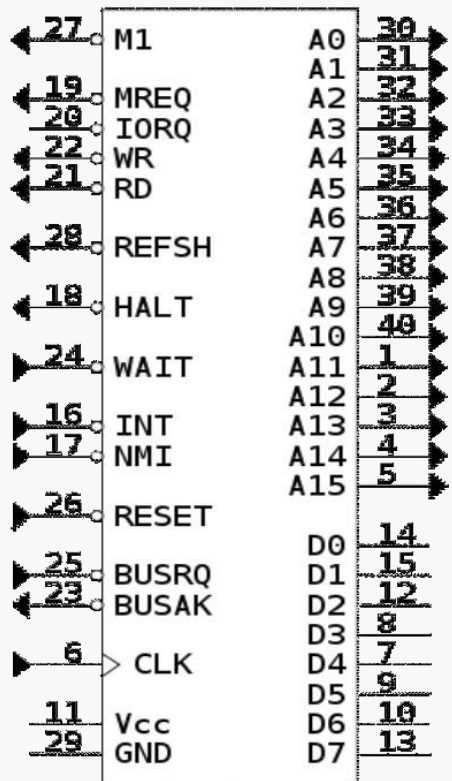 27 M1 A0 30
A1 31
19 MREQ A2 32
20 IORQ A3 33
22 WR A4 34
21 RD A5 35
A6 36
28 REFSH A7 37
A8 38
18 HALT A9 39
A10 40
24 WAIT A11 1
A12 2
16 INT A13 3
17 NMI A14 4
A15 5
26 RESET
D0 14
25 BUSRQ D1 15
23 BUSAK D2 12
D3 8
6 CLK D4 7
D5 9
11 Vcc D6 10
29 GND D7 13